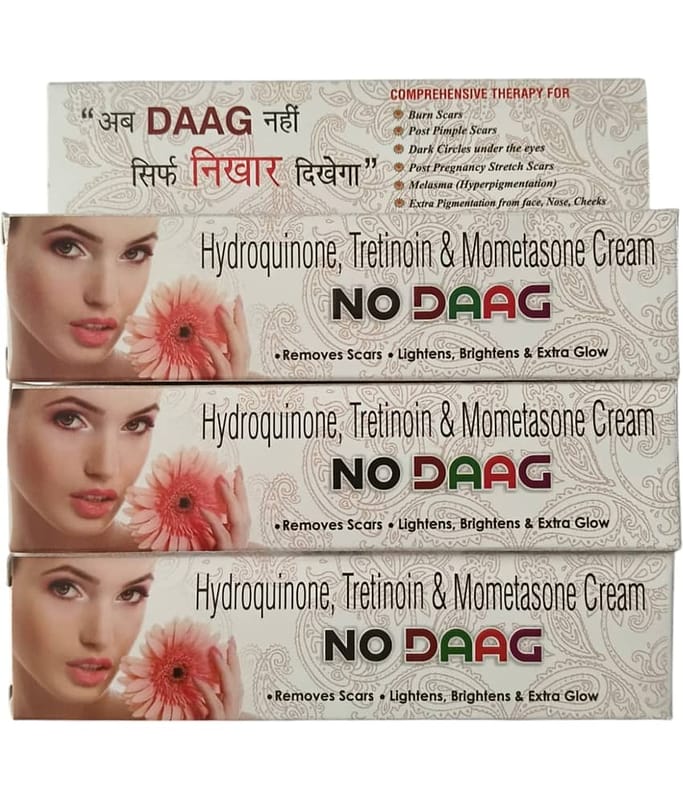 “अब DAAG नहीं
सिर्फ निखार दिखेगा”
COMPREHENSIVE THERAPY FOR
Burn Scars
Post Pimple Scars
Dark Circles under the eyes
Post Pregnancy Stretch Scars
Melasma (Hyperpigmentation)
Extra Pigmentation from face, Nose, Cheeks
Hydroquinone, Tretinoin & Mometasone Cream
NO DAAG
•Removes Scars • Lightens, Brightens & Extra Glow
Hydroquinone, Tretinoin & Mometasone Cream
NO DAAG
•Removes Scars • Lightens, Brightens & Extra Glow
Hydroquinone, Tretinoin & Mometasone Cream
NO DAAG
•Removes Scars • Lightens, Brightens & Extra Glow